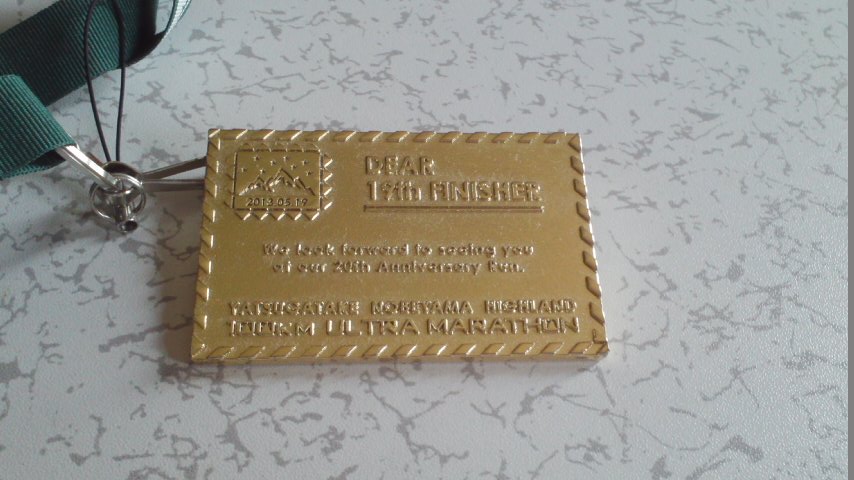 2013 05 19
DEAR
19th FINISHER
We look forward to seeing you
at our 20th Anniversary Run.
YATSUGATAKE NOBEYAMA HIGHLAND
100KM ULTRA MARATHON